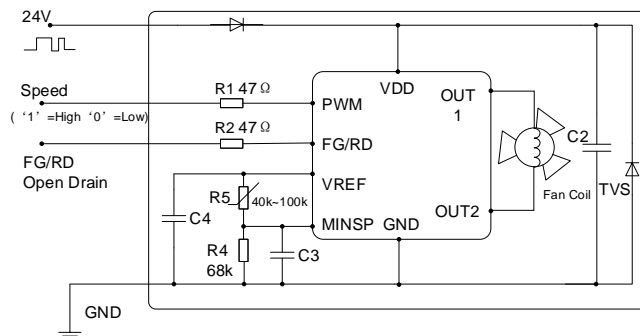 24V
Speed
( ‘1’ =High ‘0’ =Low)
FG/RD
Open Drain
R1 47Ω
R2 47Ω
PWM
FG/RD
VREF
MINSP
GND
VDD
OUT
1
OUT2
R5
40k~100k
C4
R4
68k
C3
C2
Fan Coil
TVS
GND